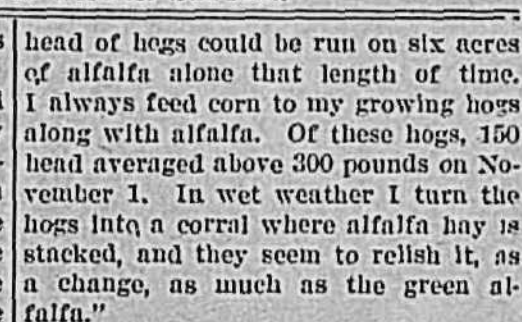 head of hogs could be run on six acres
of alfalfa alone that length of time.
I always feed corn to my growing hogs
along with alfalfa. Of these hogs, 150
head averaged above 300 pounds on No-
vember 1. In wet weather I turn the
hogs into a corral where alfalfa hay is
stacked, and they seem to relish it, as
a change, as much as the green al-
falfa."